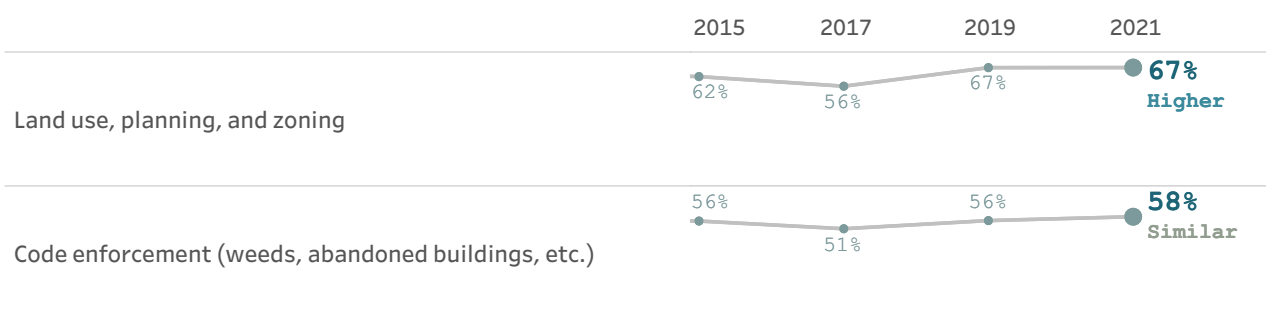 2015 2017 2019 2021
Land use, planning, and zoning
62% 56% 67% 67%
Higher
Code enforcement (weeds, abandoned buildings, etc.)
56% 51% 56% 58%
Similar